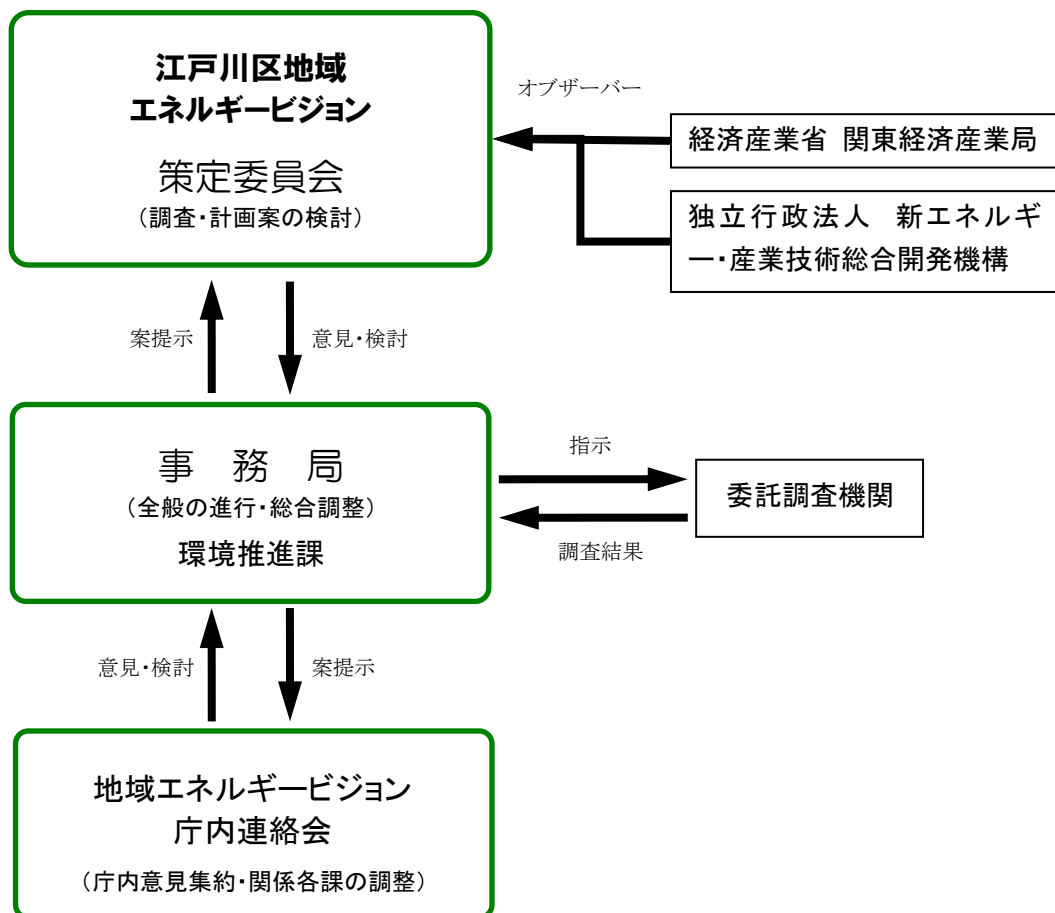 江戸川区地域
エネルギービジョン
策定委員会
（調査・計画案の検討）
オブザーバー
経済産業省 関東経済産業局
独立行政法人　新エネルギ
ー・産業技術総合開発機構
案提示
意見・検討
事　務　局
（全般の進行・総合調整）
環境推進課
指示
委託調査機関
調査結果
意見・検討
案提示
地域エネルギービジョン
庁内連絡会
（庁内意見集約・関係各課の調整）